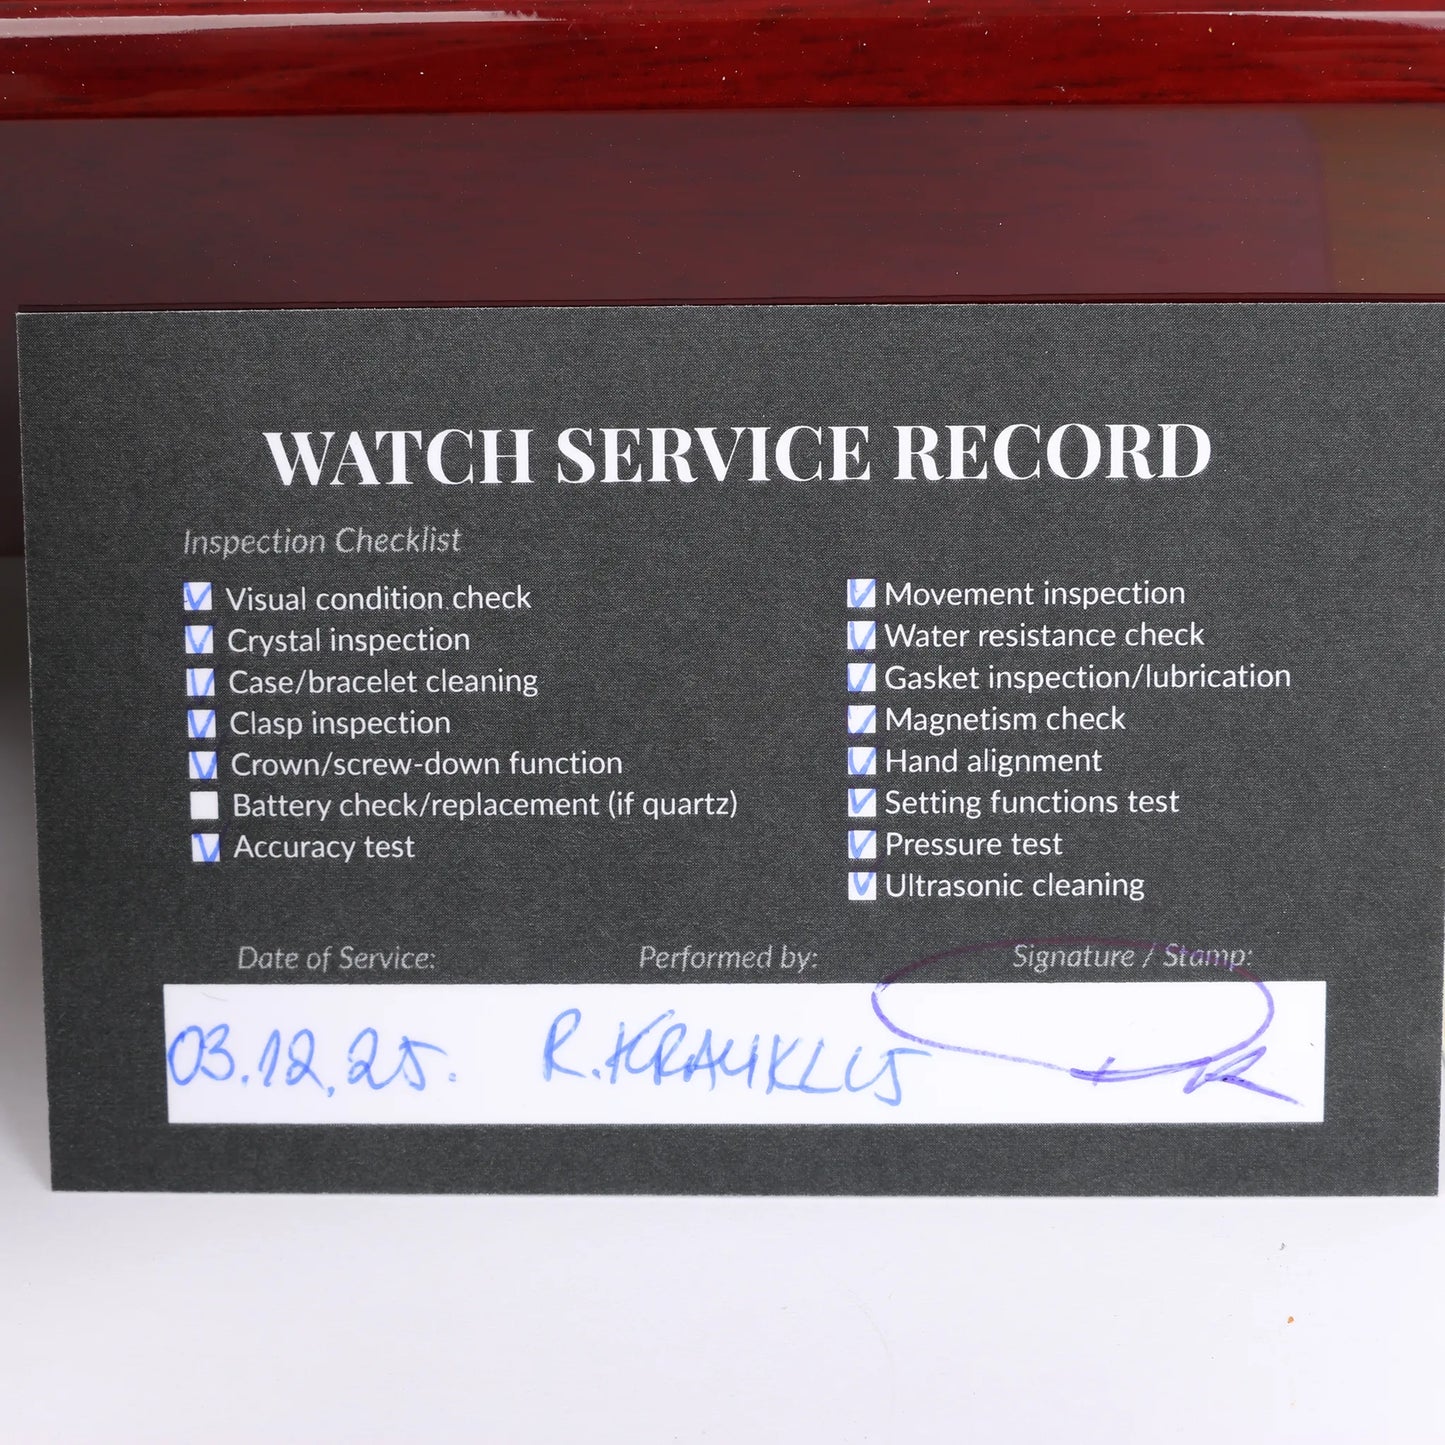 WATCH SERVICE RECORD
Inspection Checklist
Visual condition check
Crystal inspection
Case/bracelet cleaning
Clasp inspection
Crown/screw-down function
Battery check/replacement (if quartz)
Accuracy test
Movement inspection
Water resistance check
Gasket inspection/lubrication
Magnetism check
Hand alignment
Setting functions test
Pressure test
Ultrasonic cleaning
Date of Service: Performed by: Signature / Stamp:
03.12.25. R. KRAUKLIS